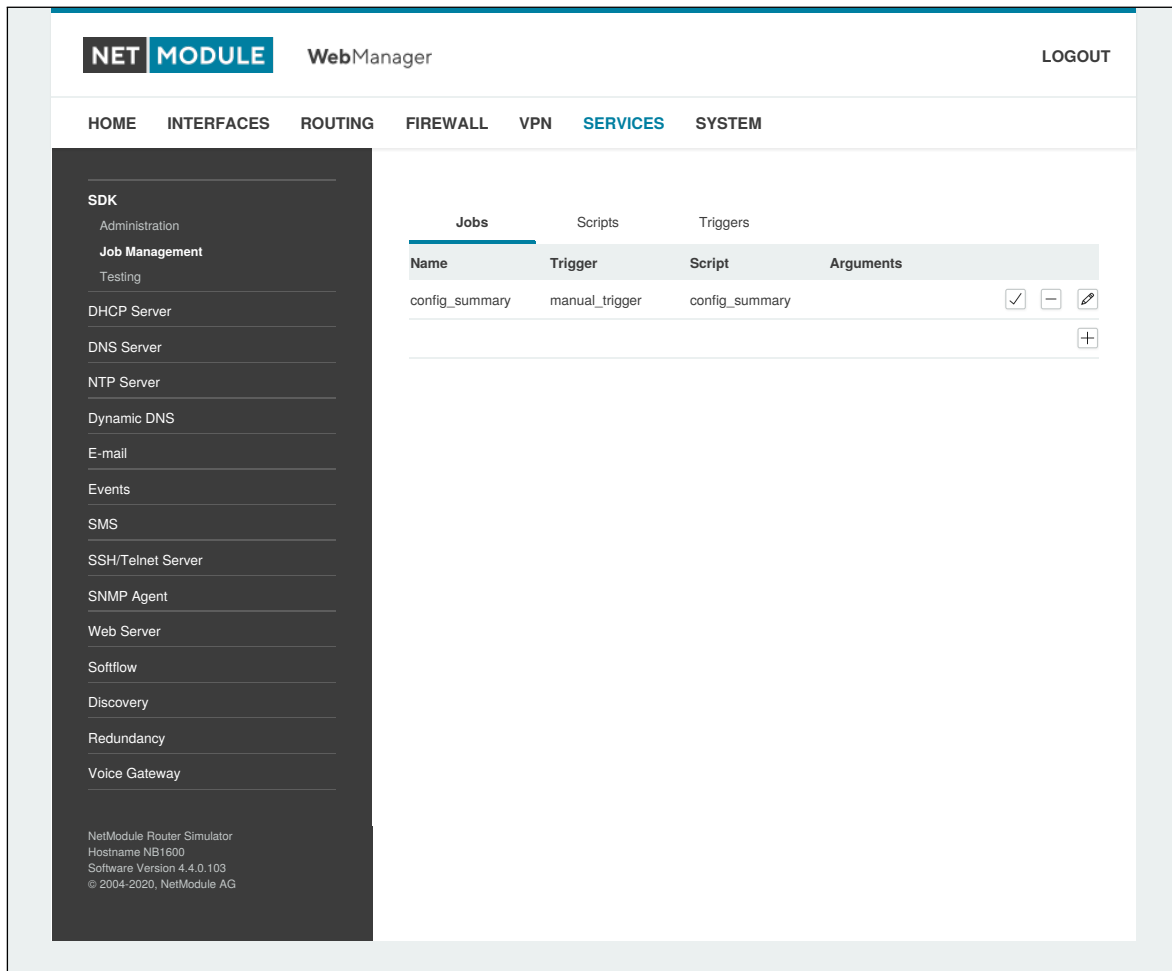 NET MODULE WebManager LOGOUT
HOME INTERFACES ROUTING FIREWALL VPN SERVICES SYSTEM
SDK
Administration
Job Management
Testing
DHCP Server
DNS Server
NTP Server
Dynamic DNS
E-mail
Events
SMS
SSH/Telnet Server
SNMP Agent
Web Server
Softflow
Discovery
Redundancy
Voice Gateway
NetModule Router Simulator
Hostname NB1600
Software Version 4.4.0.103
© 2004-2020, NetModule AG
Jobs Scripts Triggers
Name Trigger Script Arguments
config_summary manual_trigger config_summary